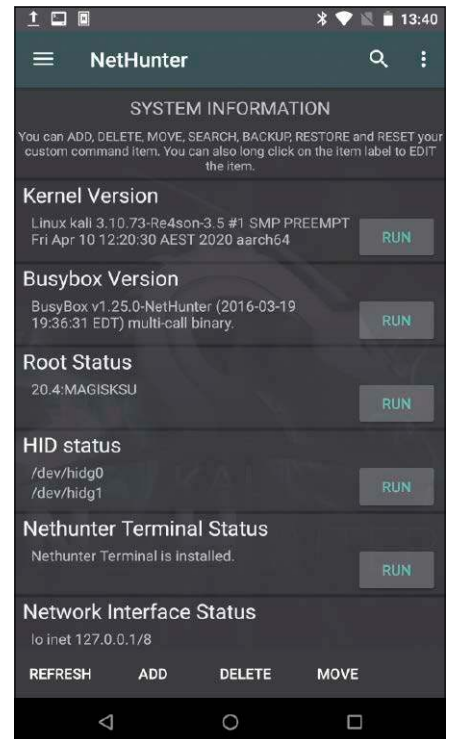 13:40
NetHunter
SYSTEM INFORMATION
You can ADD, DELETE, MOVE, SEARCH, BACKUP, RESTORE and RESET your
custom command item. You can also long click on the item label to EDIT
the item.
Kernel Version
Linux kali 3.10.73-Re4son-3.5 #1 SMP PREEMPT
Fri Apr 10 12:20:30 AEST 2020 aarch64
RUN
Busybox Version
BusyBox v1.25.0-NetHunter (2016-03-19
19:36:31 EDT) multi-call binary.
RUN
Root Status
20.4:MAGISKSU
RUN
HID status
/dev/hidg0
/dev/hidg1
RUN
Nethunter Terminal Status
Nethunter Terminal is installed.
RUN
Network Interface Status
lo inet 127.0.0.1/8
REFRESH ADD DELETE MOVE